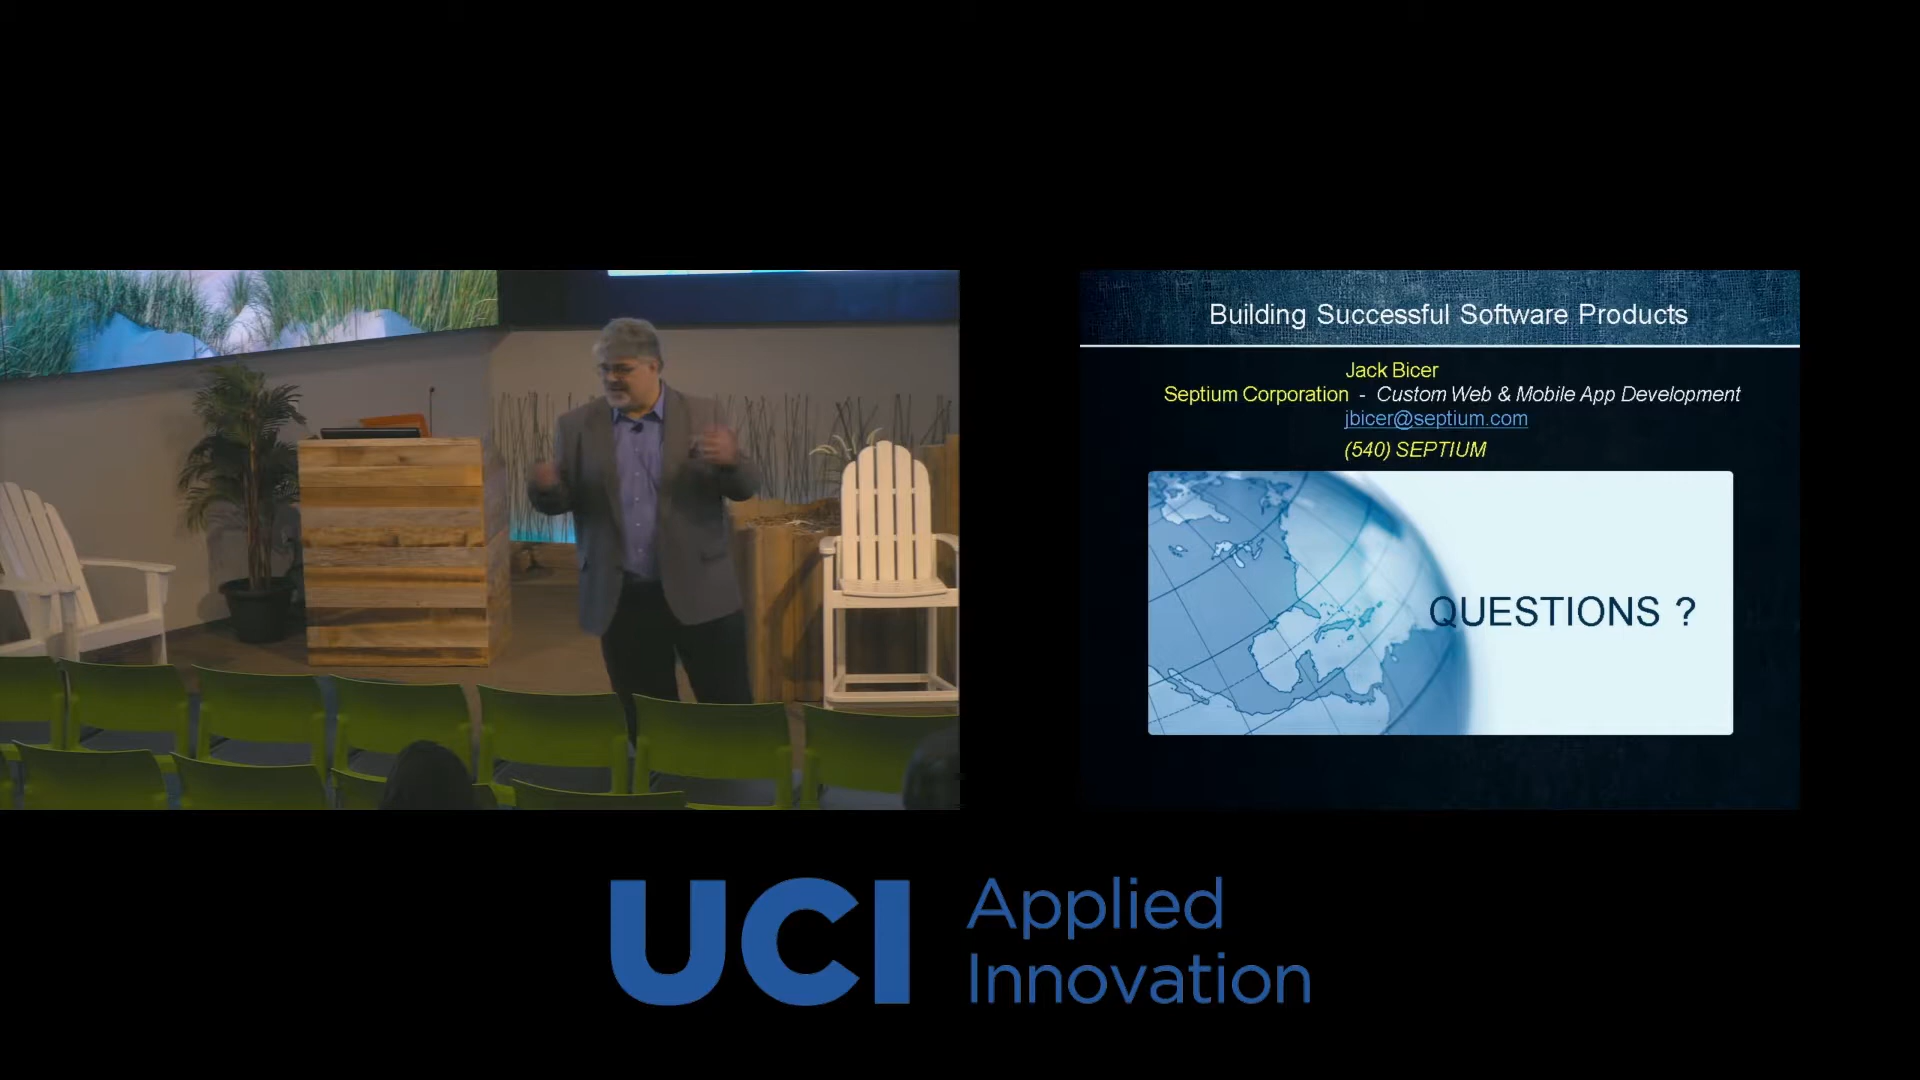 Building Successful Software Products
Jack Bicer
Septium Corporation - Custom Web & Mobile App Development
jbicer@septium.com
(540) SEPTIUM
QUESTIONS ?
UCI Applied
Innovation